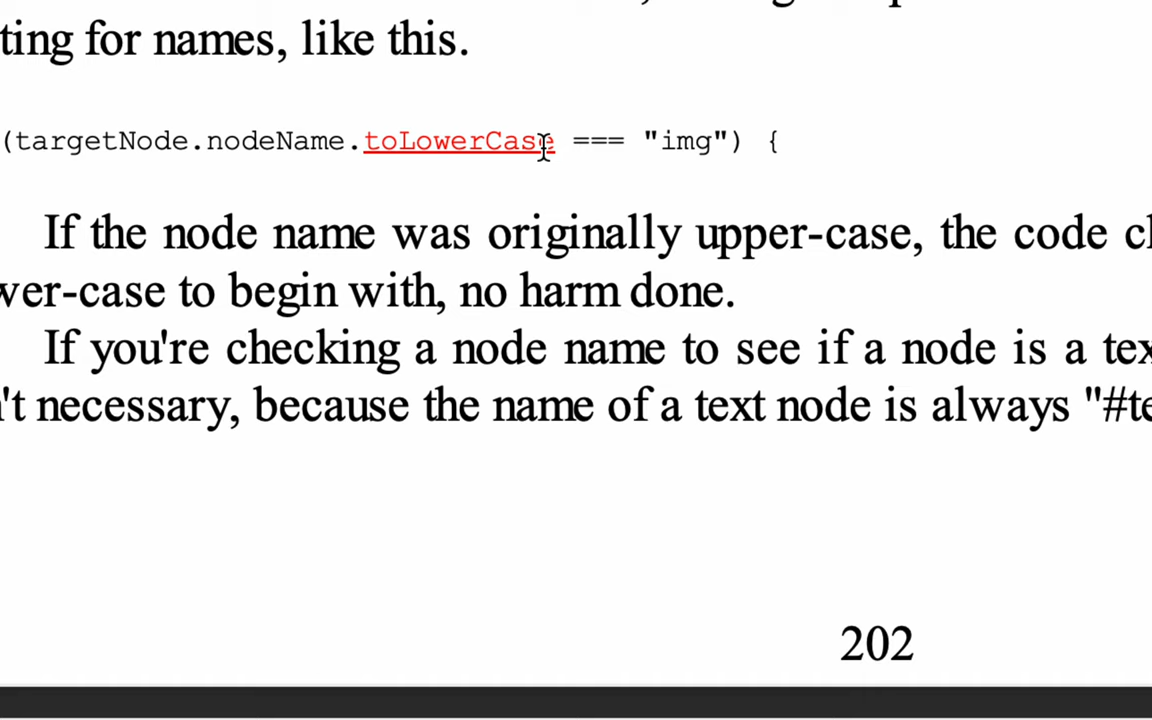 ting for names, like this.
(targetNode.nodeName.toLowerCase === "img") {
If the node name was originally upper-case, the code
wer-case to begin with, no harm done.
If you're checking a node name to see if a node is a
n't necessary, because the name of a text node is always
202